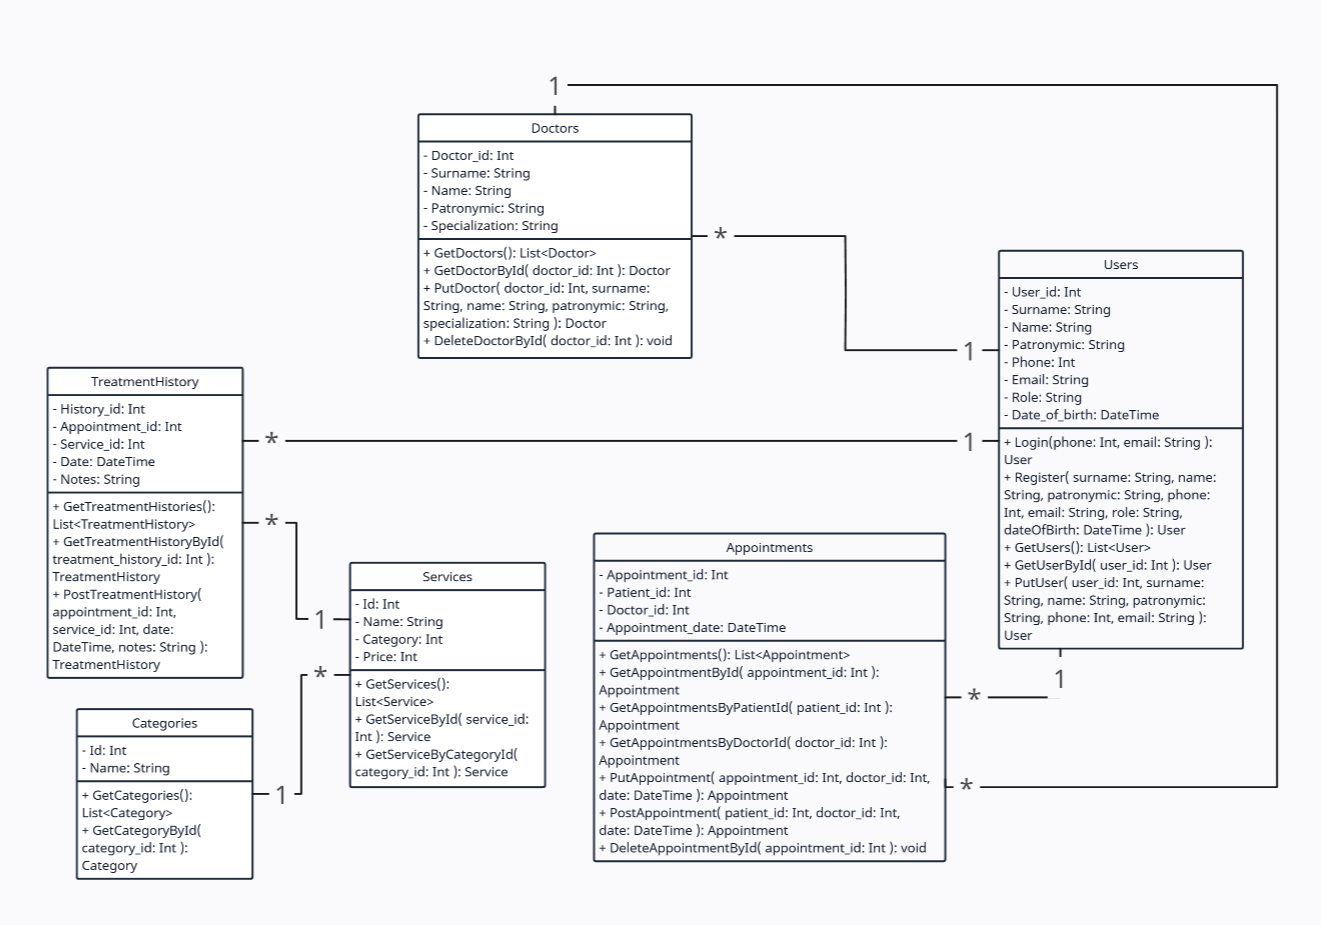 1
Doctors
- Doctor_id: Int
- Surname: String
- Name: String
- Patronymic: String
- Specialization: String
+ GetDoctors(): List<Doctor>
+ GetDoctorById( doctor_id: Int ): Doctor
+ PutDoctor( doctor_id: Int, surname:
String, name: String, patronymic: String,
specialization: String ): Doctor
+ DeleteDoctorById( doctor_id: Int ): void
*
1
Users
- User_id: Int
- Surname: String
- Name: String
- Patronymic: String
- Phone: Int
- Email: String
- Role: String
- Date_of_birth: DateTime
+ Login(phone: Int, email: String ):
User
+ Register( surname: String, name:
String, patronymic: String, phone:
Int, email: String, role: String,
dateOfBirth: DateTime ): User
+ GetUsers(): List<User>
+ GetUserById( user_id: Int ): User
+ PutUser( user_id: Int, surname:
String, name: String, patronymic:
String, phone: Int, email: String ):
User
TreatmentHistory
- History_id: Int
- Appointment_id: Int
- Service_id: Int
- Date: DateTime
- Notes: String
+ GetTreatmentHistories():
List<TreatmentHistory>
+ GetTreatmentHistoryById(
treatment_history_id: Int ):
TreatmentHistory
+ PostTreatmentHistory(
appointment_id: Int,
service_id: Int, date:
DateTime, notes: String ):
TreatmentHistory
*
1
*
1
Services
- Id: Int
- Name: String
- Category: Int
- Price: Int
+ GetServices():
List<Service>
+ GetServiceById( service_id:
Int ): Service
+ GetServiceByCategoryId(
category_id: Int ): Service
*
1
Categories
- Id: Int
- Name: String
+ GetCategories():
List<Category>
+ GetCategoryById(
category_id: Int ):
Category
Appointments
- Appointment_id: Int
- Patient_id: Int
- Doctor_id: Int
- Appointment_date: DateTime
+ GetAppointments(): List<Appointment>
+ GetAppointmentById( appointment_id: Int ):
Appointment
+ GetAppointmentsByPatientId( patient_id: Int ):
Appointment
+ GetAppointmentsByDoctorId( doctor_id: Int ):
Appointment
+ PutAppointment( appointment_id: Int, doctor_id: Int,
date: DateTime ): Appointment
+ PostAppointment( patient_id: Int, doctor_id: Int,
date: DateTime ): Appointment
+ DeleteAppointmentById( appointment_id: Int ): void
1
*
*